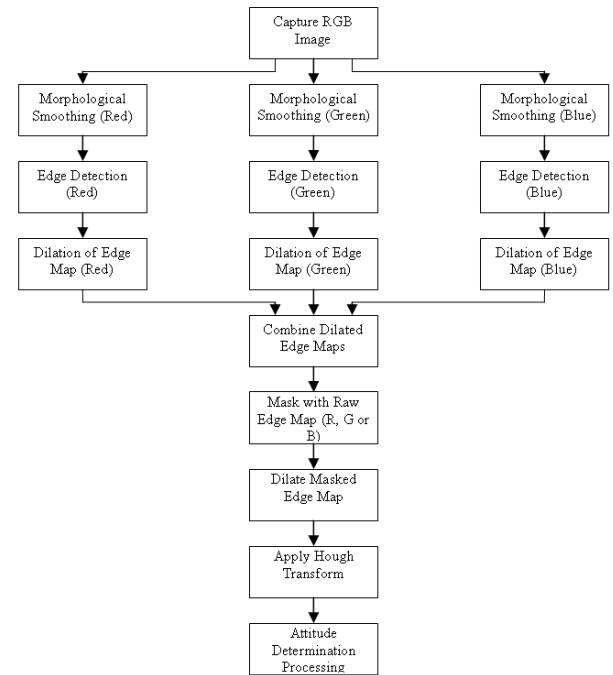 Capture RGB
Image
Morphological
Smoothing (Red)
Morphological
Smoothing (Green)
Morphological
Smoothing (Blue)
Edge Detection
(Red)
Edge Detection
(Green)
Edge Detection
(Blue)
Dilation of Edge
Map (Red)
Dilation of Edge
Map (Green)
Dilation of Edge
Map (Blue)
Combine Dilated
Edge Maps
Mask with Raw
Edge Map (R, G or
B)
Dilate Masked
Edge Map
Apply Hough
Transform
Attitude
Determination
Processing